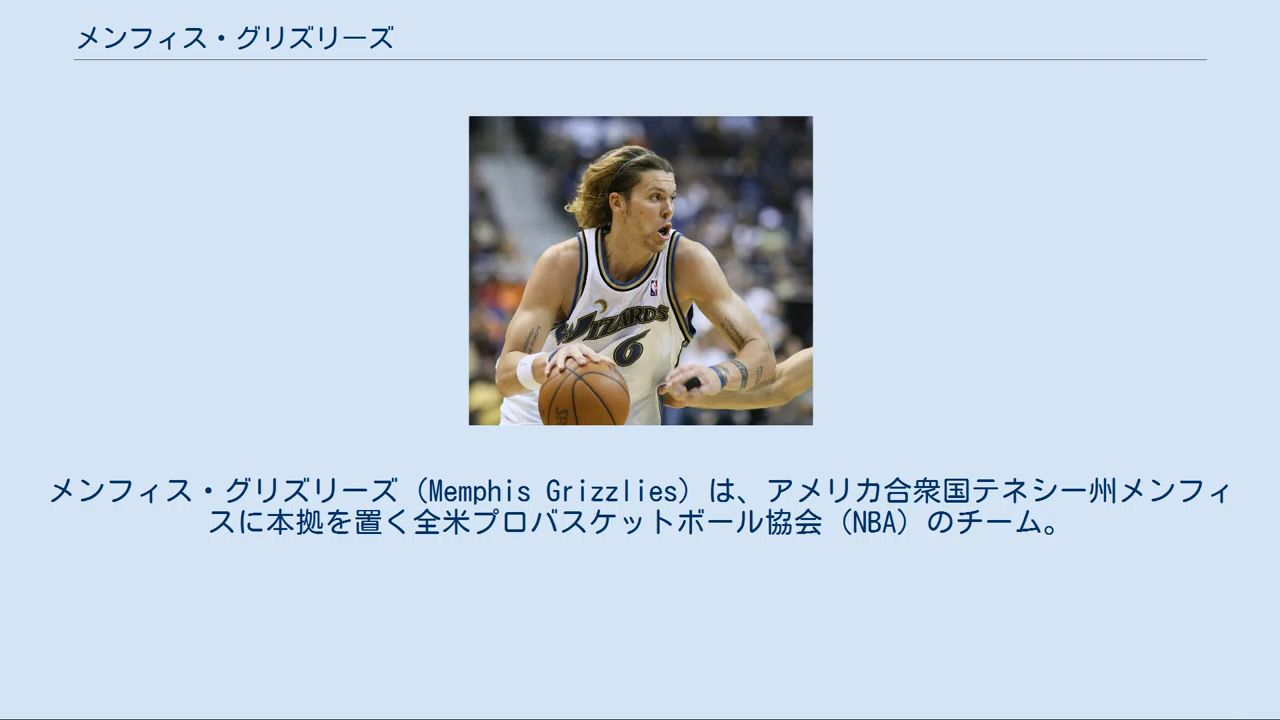 メンフィス・グリズリーズ
WIZARDS
6
メンフィス・グリズリーズ（Memphis Grizzlies）は、アメリカ合衆国テネシー州メンフィ
スに本拠を置く全米プロバスケットボール協会（NBA）のチーム。